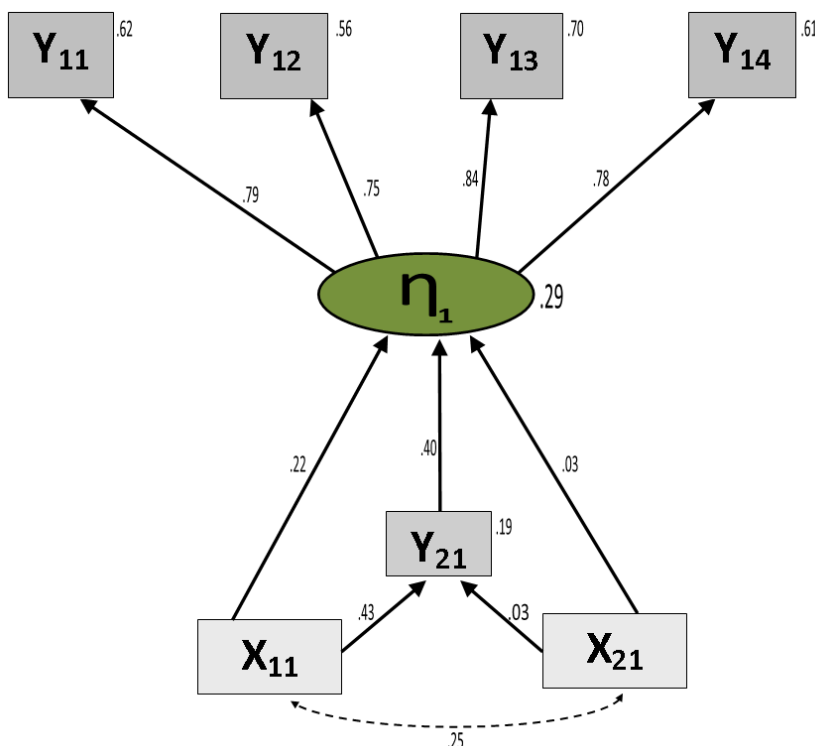 Y₁₁ .62
Y₁₂ .56
Y₁₃ .70
Y₁₄ .61
.79
.75
.84
.78
η₁ .29
.22
.40
.03
Y₂₁ .19
.43
.03
X₁₁
X₂₁
.25